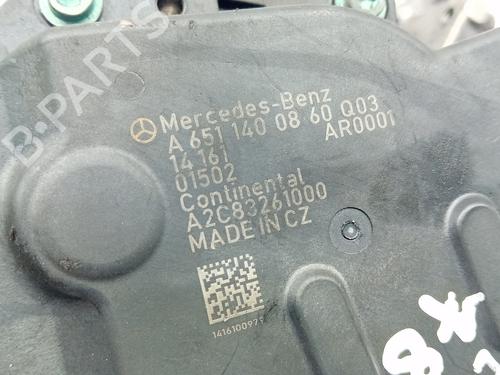 B-PARTS
Mercedes-Benz
A 651 140 08 60 Q03
14 161 AR0001
01502
Continental
A2C83261000
MADE IN CZ